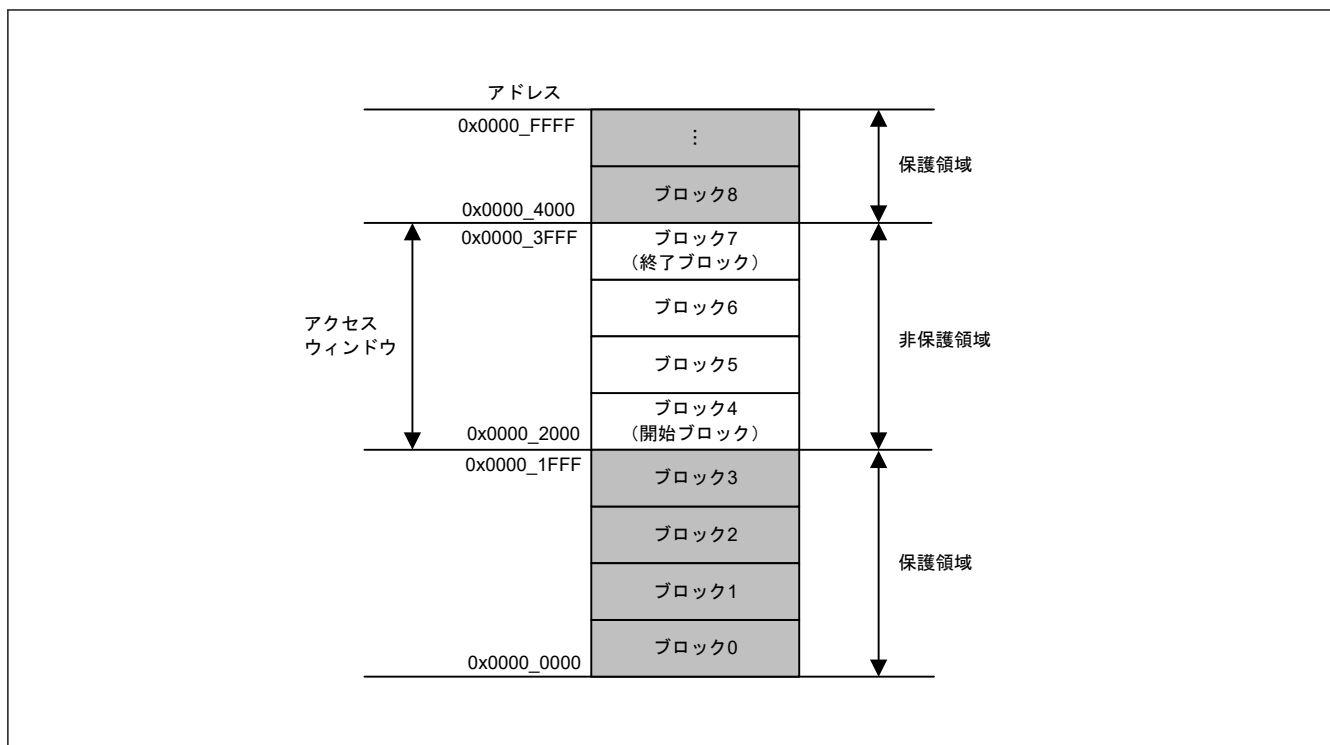 アドレス
0x0000_FFFF
⋮
保護領域
ブロック8
0x0000_4000
0x0000_3FFF
ブロック7
（終了ブロック）
ブロック6
アクセス
ウィンドウ
非保護領域
ブロック5
ブロック4
（開始ブロック）
0x0000_2000
0x0000_1FFF
ブロック3
ブロック2
保護領域
ブロック1
ブロック0
0x0000_0000